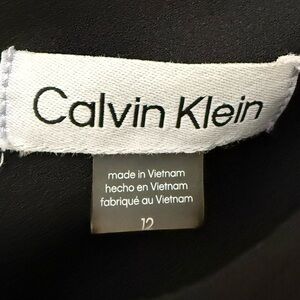 Calvin Klein
made in Vietnam
hecho en Vietnam
fabriqué au Vietnam
12